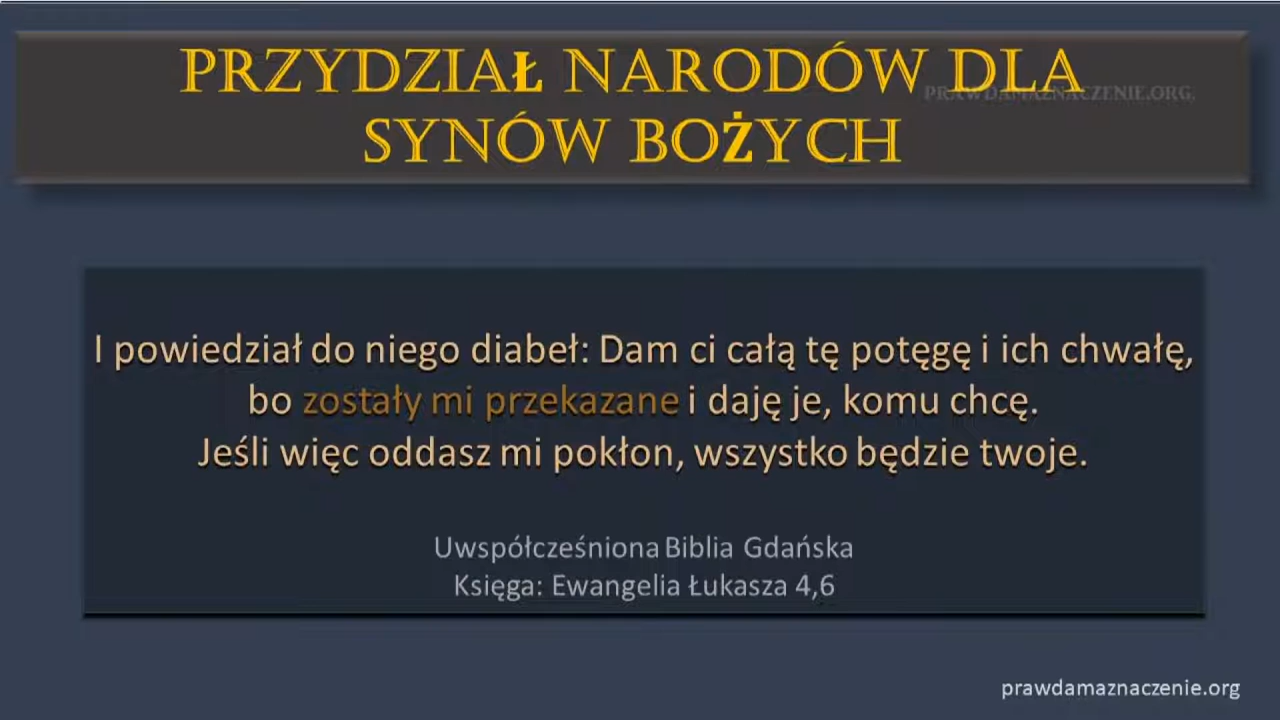 PRZYDZIAŁ NARODÓW DLA
PRAWDAMAZNACZENIE.ORG
SYNÓW BOŻYCH
I powiedział do niego diabeł: Dam ci całą tę potęgę i ich chwałę,
bo zostały mi przekazane i daję je, komu chcę.
Jeśli więc oddasz mi pokłon, wszystko będzie twoje.
Uwspółcześniona Biblia Gdańska
Księga: Ewangelia Łukasza 4,6
prawdamaznaczenie.org